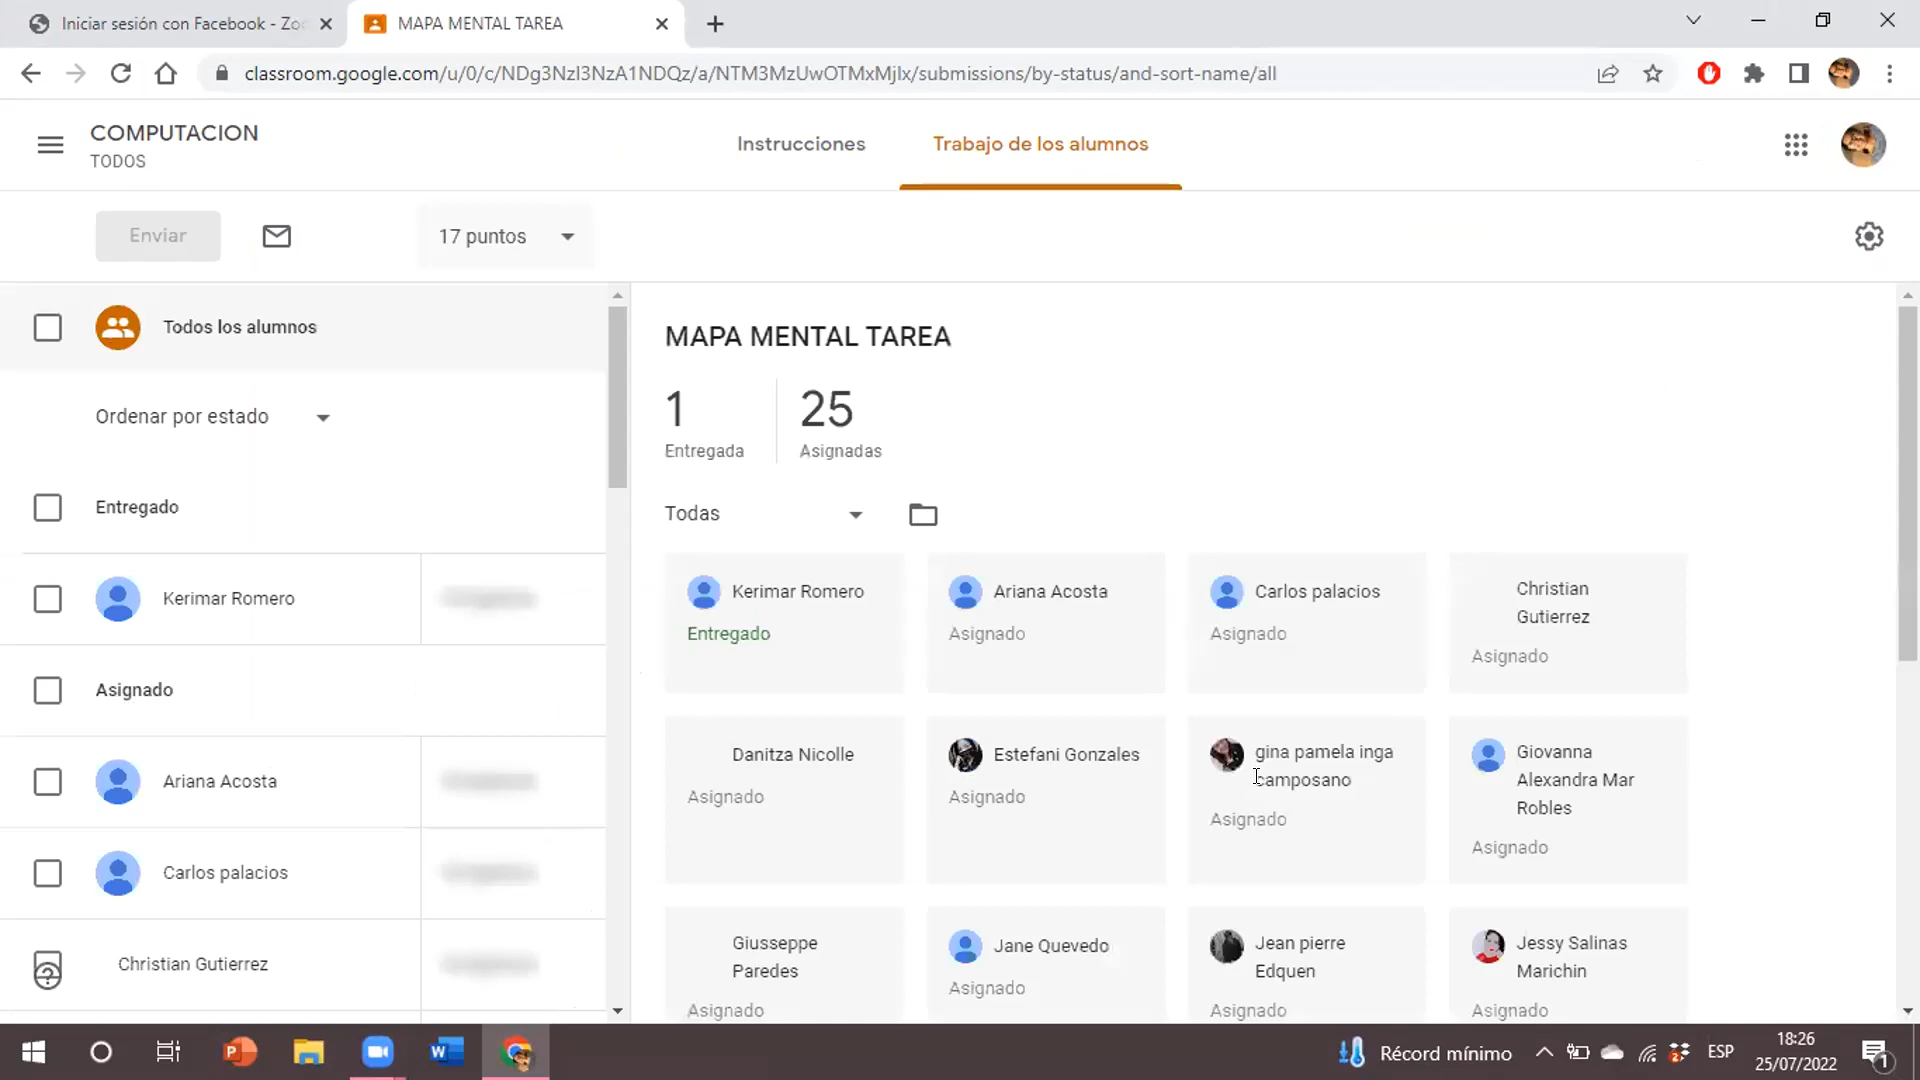 Iniciar sesión con Facebook - Zo
MAPA MENTAL TAREA
classroom.google.com/u/0/c/NDg3NzI3NzA1NDQz/a/NTM3MzUwOTMxMjIx/submissions/by-status/and-sort-name/all
COMPUTACION
TODOS
Instrucciones
Trabajo de los alumnos
Enviar
17 puntos
Todos los alumnos
Ordenar por estado
Entregado
Kerimar Romero
Asignado
Ariana Acosta
Carlos palacios
Christian Gutierrez
MAPA MENTAL TAREA
1
Entregada
25
Asignadas
Todas
Kerimar Romero
Entregado
Ariana Acosta
Asignado
Carlos palacios
Asignado
Christian
Gutierrez
Asignado
Danitza Nicolle
Asignado
Estefani Gonzales
Asignado
gina pamela inga
camposano
Asignado
Giovanna
Alexandra Mar
Robles
Asignado
Giusseppe
Paredes
Asignado
Jane Quevedo
Asignado
Jean pierre
Edquen
Asignado
Jessy Salinas
Marichin
Asignado
Récord mínimo
ESP
18:26
25/07/2022
1